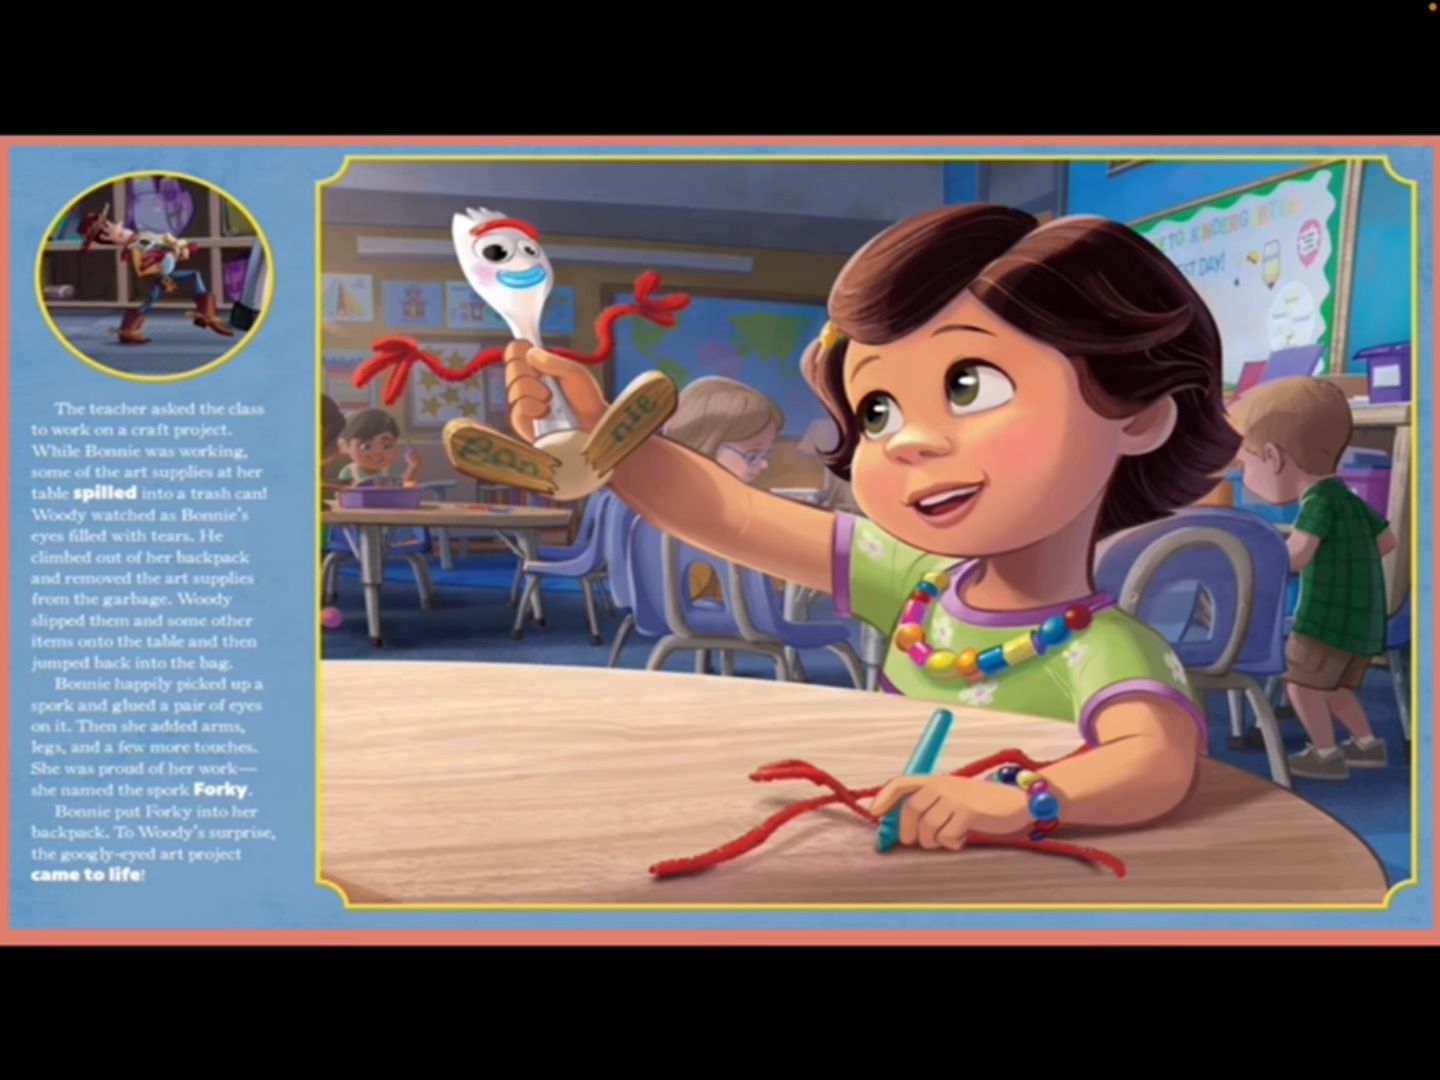 The teacher asked the class
to work on a craft project.
While Bonnie was working,
some of the art supplies at her
table spilled into a trash can!
Woody watched as Bonnie's
eyes filled with tears. He
climbed out of her backpack
and removed the art supplies
from the garbage. Woody
slipped them and some other
items onto the table and then
jumped back into the bag.
Bonnie happily picked up a
spork and glued a pair of eyes
on it. Then she added arms,
legs, and a few more touches.
She was proud of her work—
she named the spork Forky.
Bonnie put Forky into her
backpack. To Woody's surprise,
the googly-eyed art project
came to life!
Bon
nie
TO KINDERGARTEN
DAY!